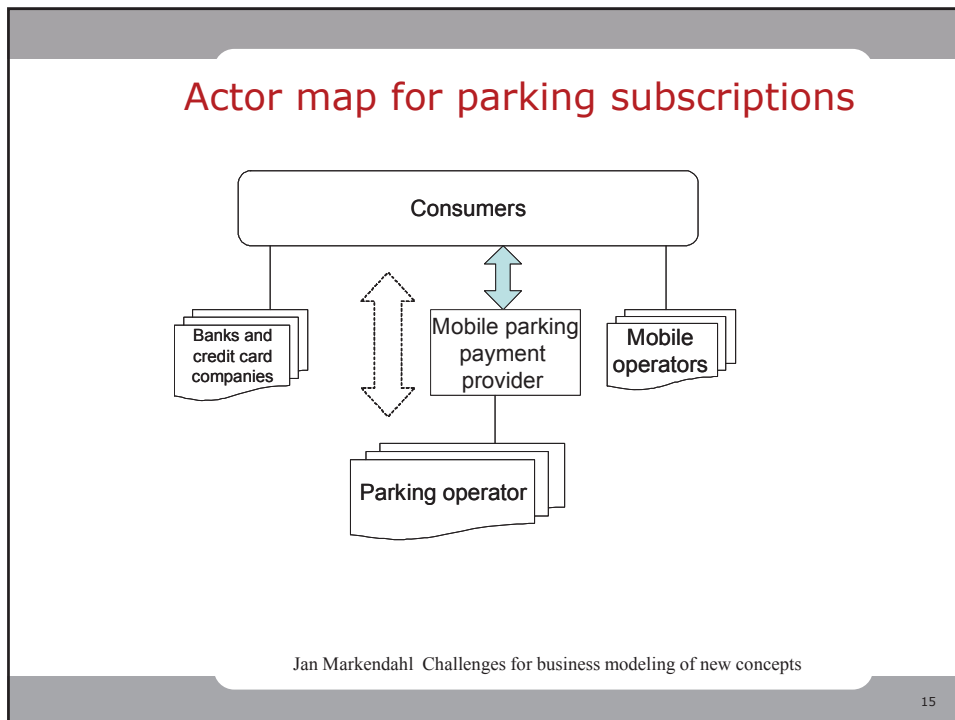 Actor map for parking subscriptions
Consumers
Banks and
credit card
companies
Mobile parking
payment
provider
Mobile
operators
Parking operator
Jan Markendahl Challenges for business modeling of new concepts
15